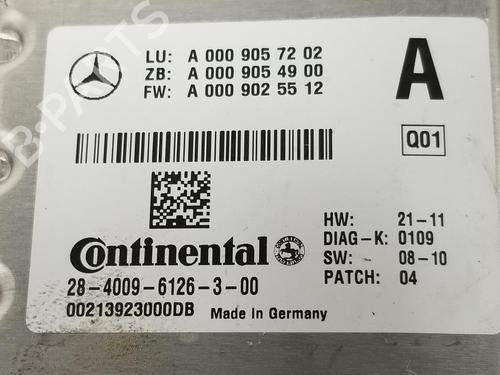 LU: A 000 905 72 02
ZB: A 000 905 49 00
FW: A 000 902 55 12
A
Q01
Continental
28-4009-6126-3-00
00213923000DB Made in Germany
HW: 21-11
DIAG-K: 0109
SW: 08-10
PATCH: 04
B-PARTS